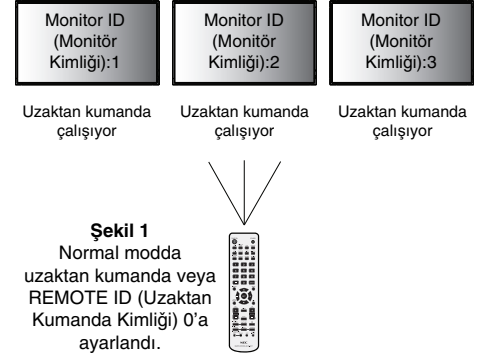 Monitor ID
(Monitör
Kimliği):1
Monitor ID
(Monitör
Kimliği):2
Monitor ID
(Monitör
Kimliği):3
Uzaktan kumanda
çalışıyor
Uzaktan kumanda
çalışıyor
Uzaktan kumanda
çalışıyor
Şekil 1
Normal modda
uzaktan kumanda veya
REMOTE ID (Uzaktan
Kumanda Kimliği) 0’a
ayarlandı.
NEC